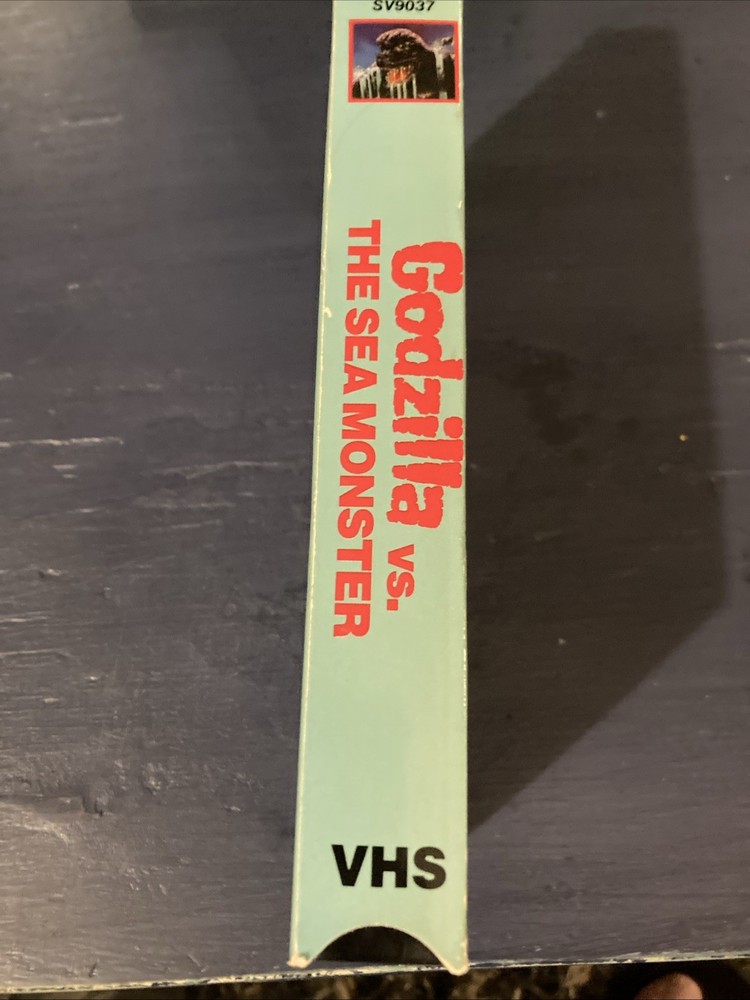 SV9037
Godzilla vs.
THE SEA MONSTER
VHS